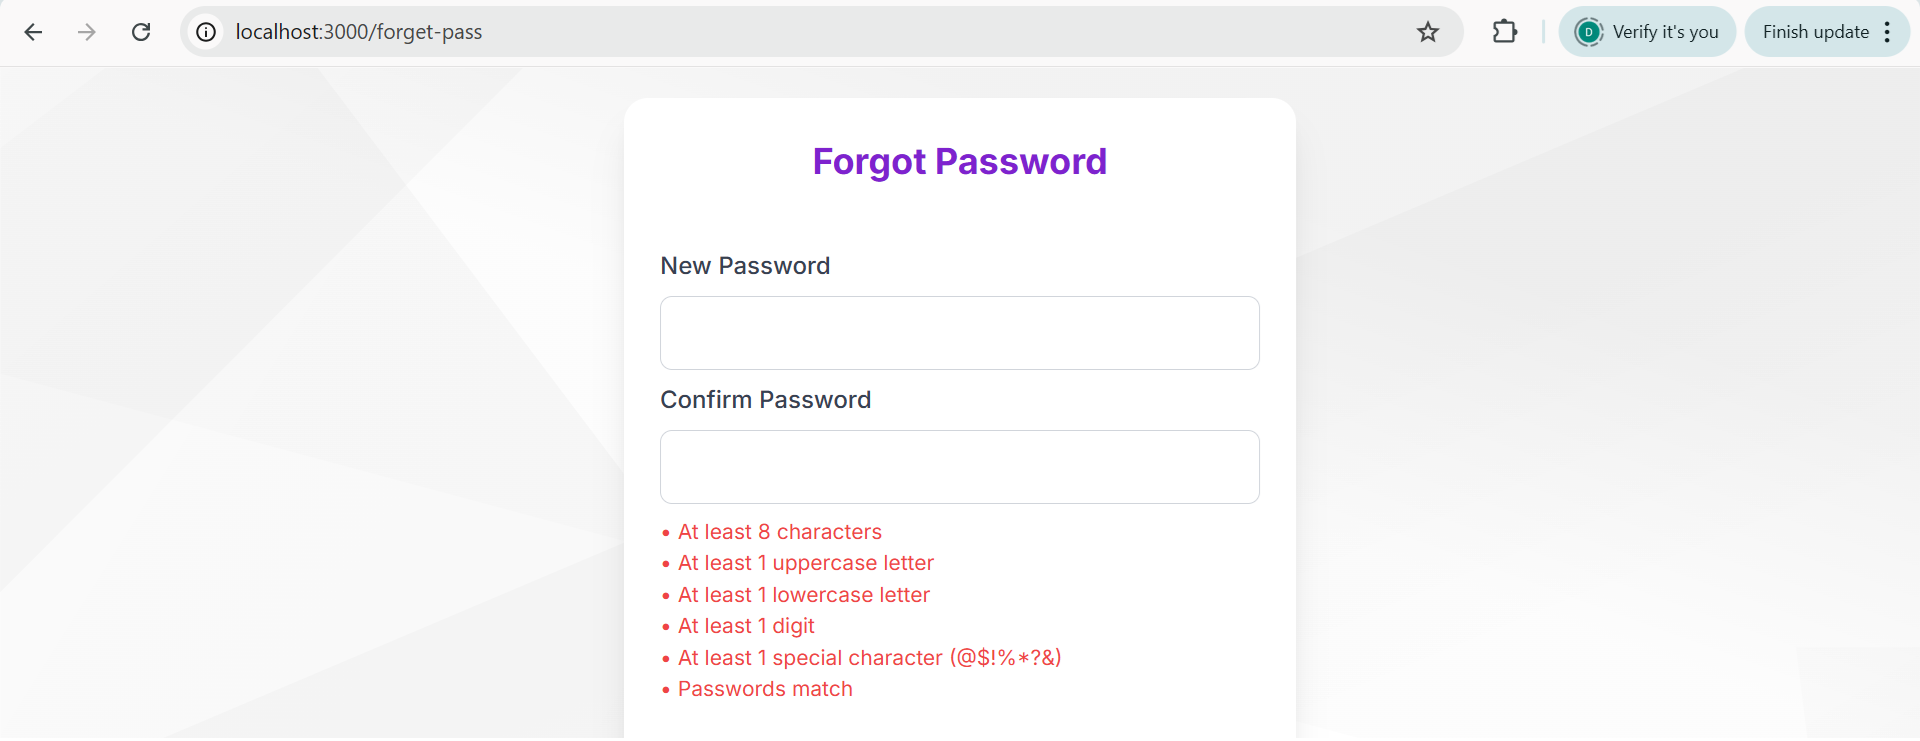 localhost:3000/forget-pass
D
Verify it's you
Finish update
Forgot Password
New Password
Confirm Password
• At least 8 characters
• At least 1 uppercase letter
• At least 1 lowercase letter
• At least 1 digit
• At least 1 special character (@$!%*?&)
• Passwords match